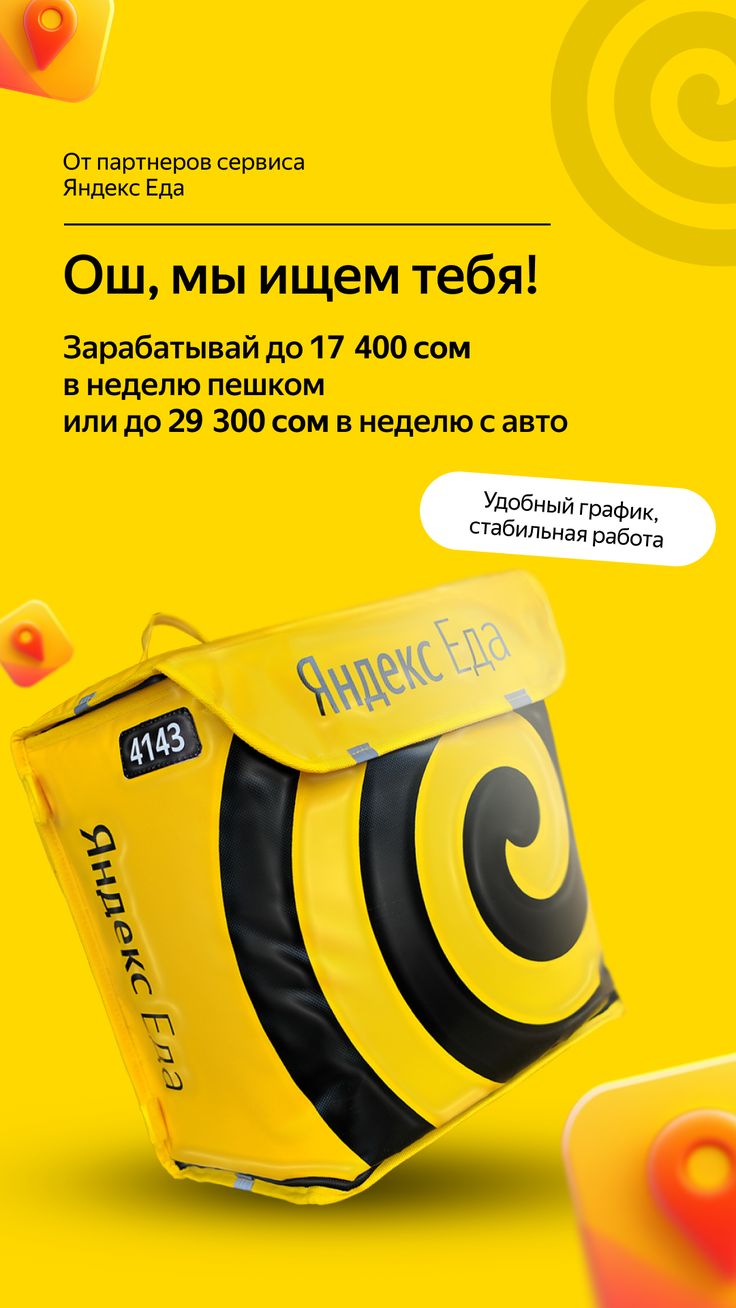 От партнеров сервиса
Яндекс Еда
Ош, мы ищем тебя!
Зарабатывай до 17 400 сом
в неделю пешком
или до 29 300 сом в неделю с авто
Удобный график,
стабильная работа
Яндекс Еда
4143
Яндекс Еда